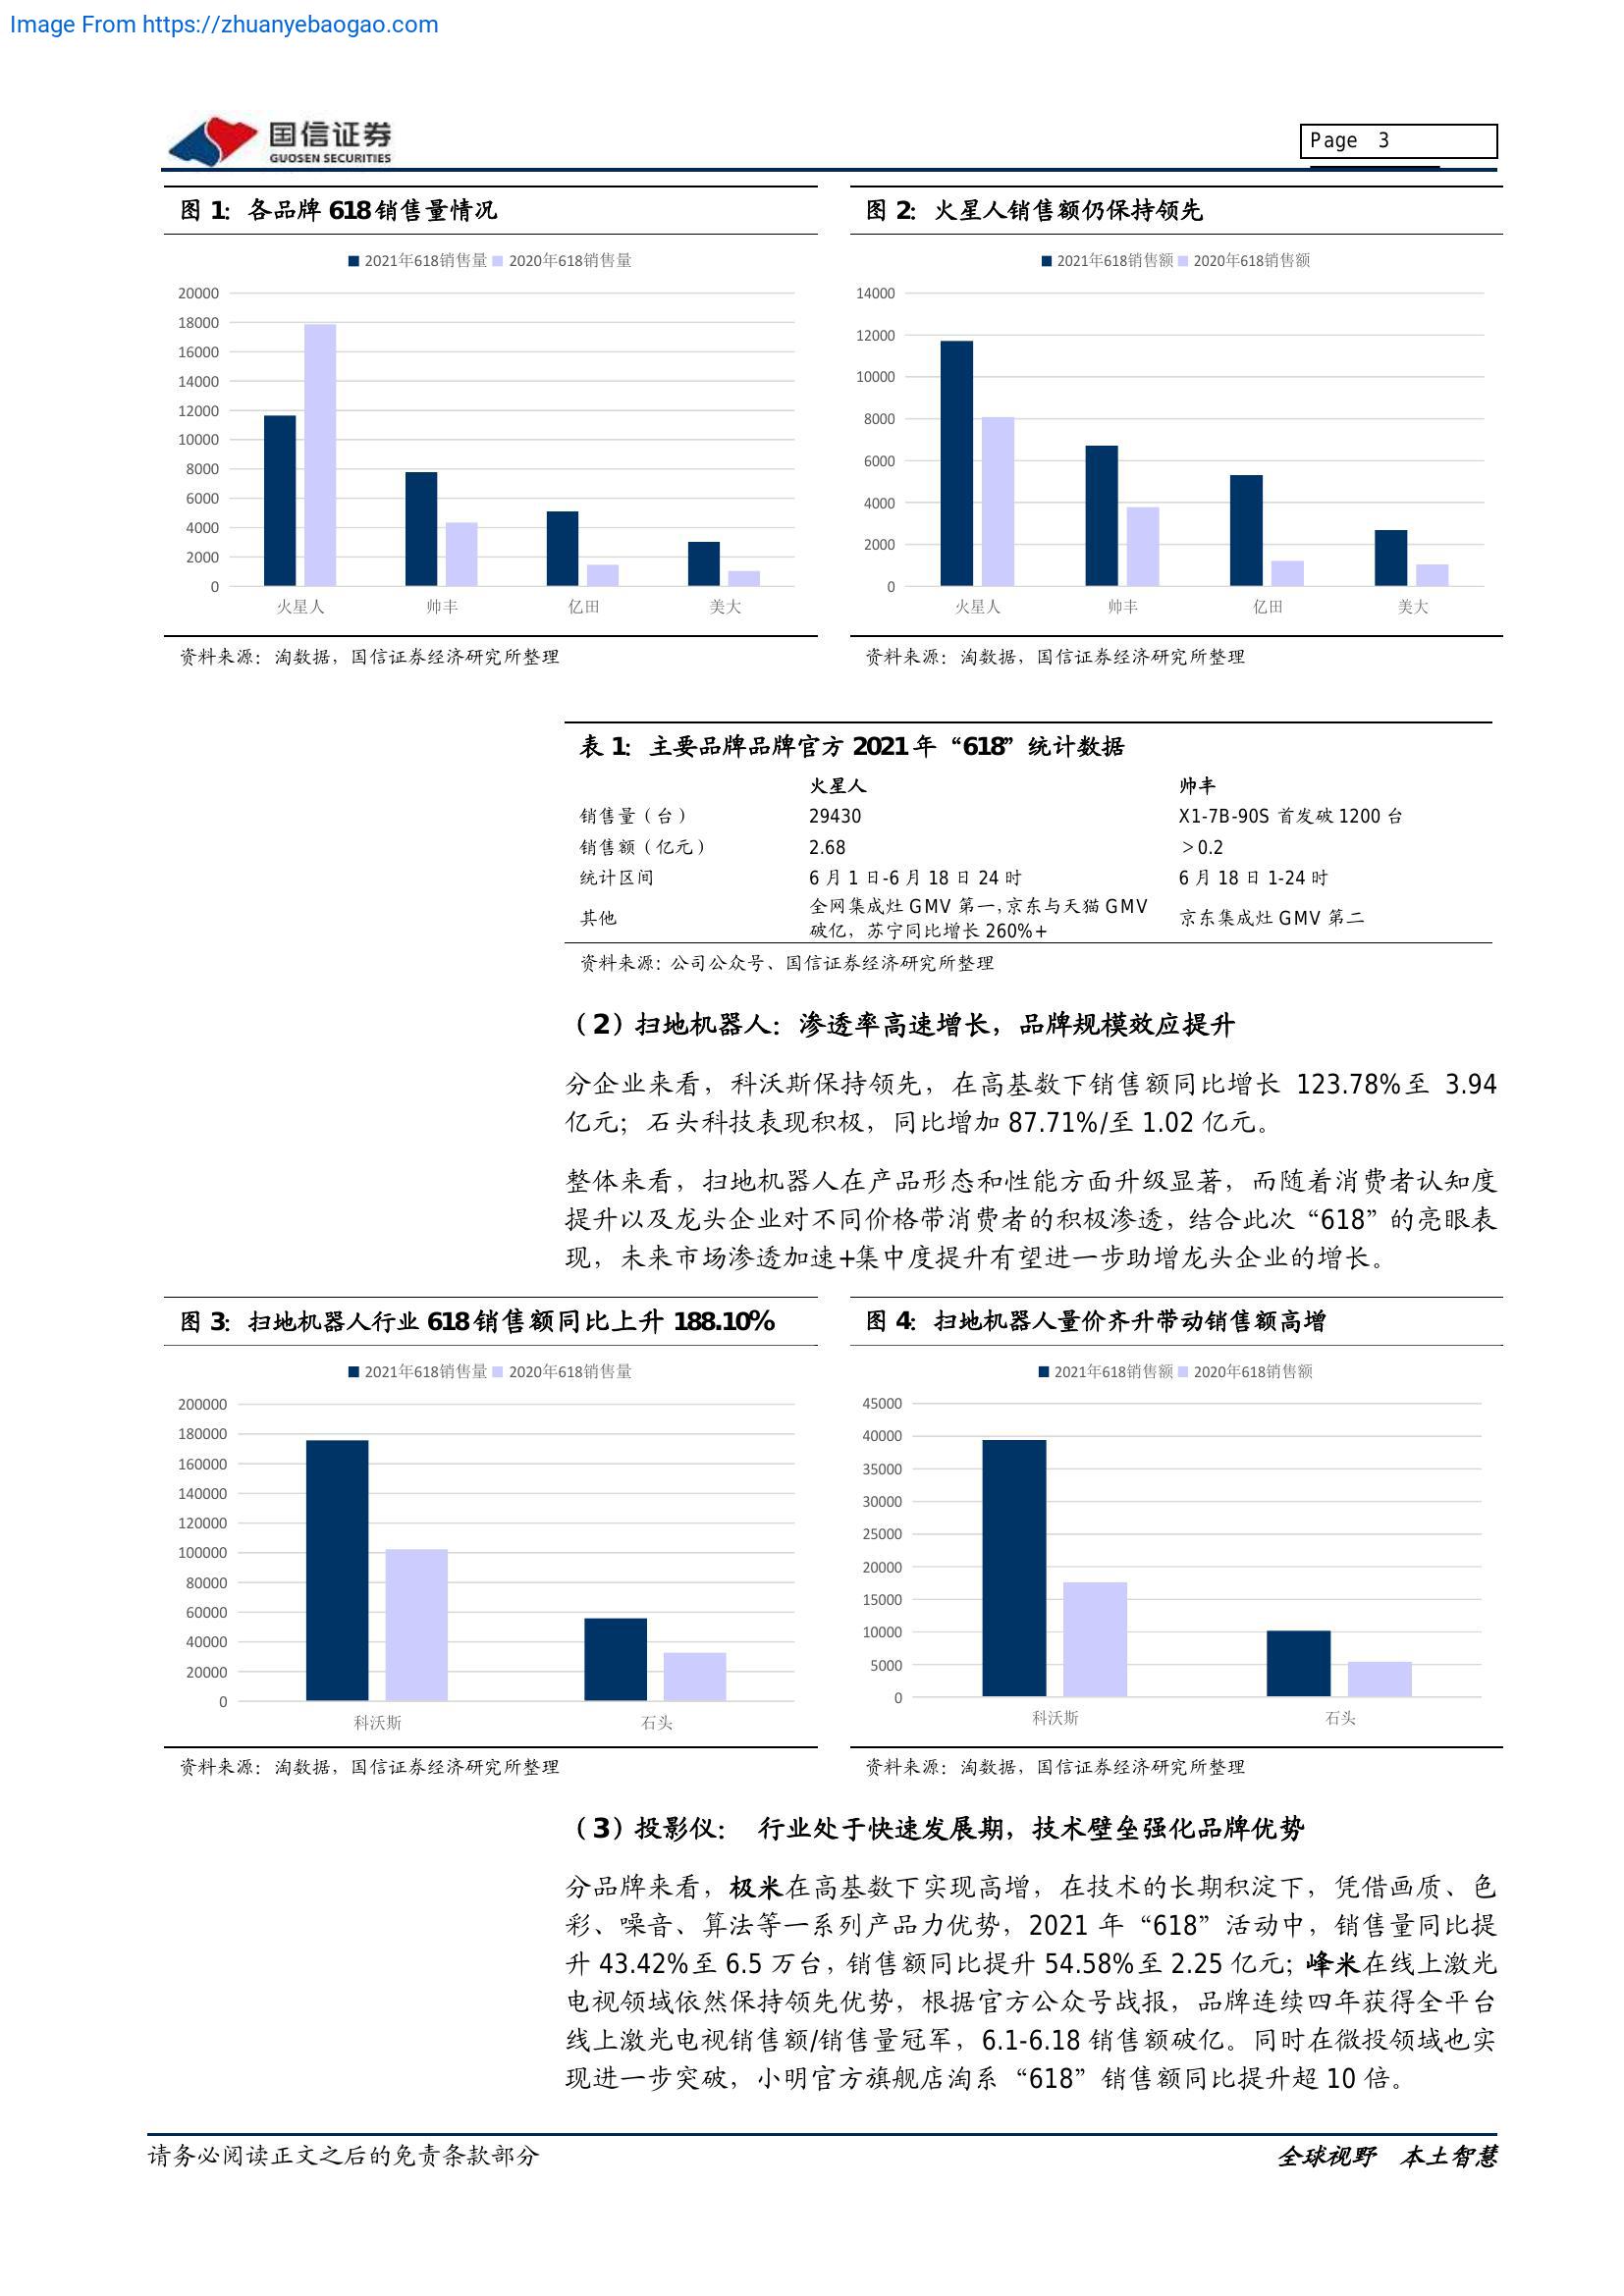 Image From https://zhuanyebaogao.com
国信证券
GUOSEN SECURITIES
Page 3
图 1：各品牌 618 销售量情况
2021年618销售量 2020年618销售量
20000
18000
16000
14000
12000
10000
8000
6000
4000
2000
0
火星人 帅丰 亿田 美大
资料来源：淘数据，国信证券经济研究所整理
图 2：火星人销售额仍保持领先
2021年618销售额 2020年618销售额
14000
12000
10000
8000
6000
4000
2000
0
火星人 帅丰 亿田 美大
资料来源：淘数据，国信证券经济研究所整理
表 1：主要品牌品牌官方 2021 年“618”统计数据
火星人 帅丰
销售量（台） 29430 X1-7B-90S 首发破 1200 台
销售额（亿元） 2.68 ＞0.2
统计区间 6 月 1 日-6 月 18 日 24 时 6 月 18 日 1-24 时
其他 全网集成灶 GMV 第一，京东与天猫 GMV 京东集成灶 GMV 第二
破亿，苏宁同比增长 260%+
资料来源：公司公众号、国信证券经济研究所整理
（2）扫地机器人：渗透率高速增长，品牌规模效应提升
分企业来看，科沃斯保持领先，在高基数下销售额同比增长 123.78%至 3.94
亿元；石头科技表现积极，同比增加 87.71%/至 1.02 亿元。
整体来看，扫地机器人在产品形态和性能方面升级显著，而随着消费者认知度
提升以及龙头企业对不同价格带消费者的积极渗透，结合此次“618”的亮眼表
现，未来市场渗透加速+集中度提升有望进一步助增龙头企业的增长。
图 3：扫地机器人行业 618 销售额同比上升 188.10%
2021年618销售量 2020年618销售量
200000
180000
160000
140000
120000
100000
80000
60000
40000
20000
0
科沃斯 石头
资料来源：淘数据，国信证券经济研究所整理
图 4：扫地机器人量价齐升带动销售额高增
2021年618销售额 2020年618销售额
45000
40000
35000
30000
25000
20000
15000
10000
5000
0
科沃斯 石头
资料来源：淘数据，国信证券经济研究所整理
（3）投影仪： 行业处于快速发展期，技术壁垒强化品牌优势
分品牌来看，极米在高基数下实现高增，在技术的长期积淀下，凭借画质、色
彩、噪音、算法等一系列产品力优势，2021 年“618”活动中，销售量同比提
升 43.42%至 6.5 万台，销售额同比提升 54.58%至 2.25 亿元；峰米在线上激光
电视领域依然保持领先优势，根据官方公众号战报，品牌连续四年获得全平台
线上激光电视销售额/销售量冠军，6.1-6.18 销售额破亿。同时在微投领域也实
现进一步突破，小明官方旗舰店淘系“618”销售额同比提升超 10 倍。
请务必阅读正文之后的免责条款部分
全球视野 本土智慧